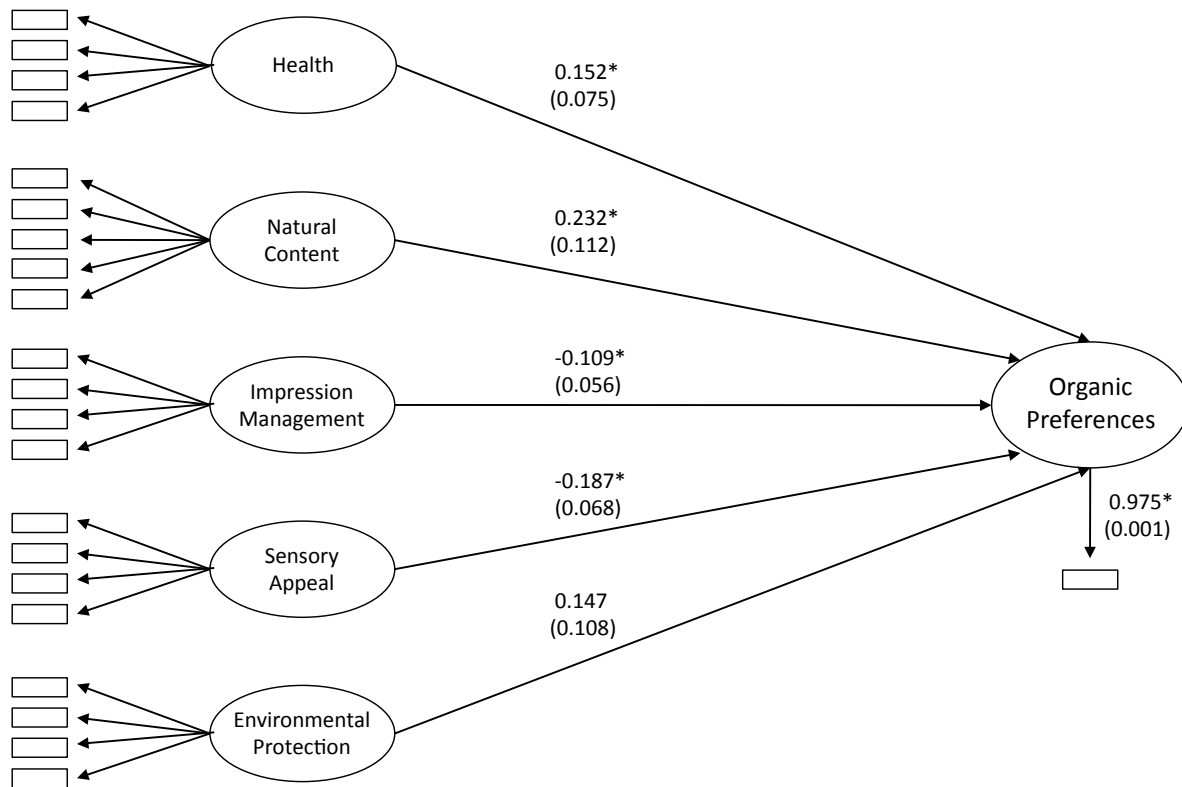 Health
0.152*
(0.075)
Natural
Content
0.232*
(0.112)
Impression
Management
-0.109*
(0.056)
Organic
Preferences
Sensory
Appeal
-0.187*
(0.068)
0.975*
(0.001)
Environmental
Protection
0.147
(0.108)